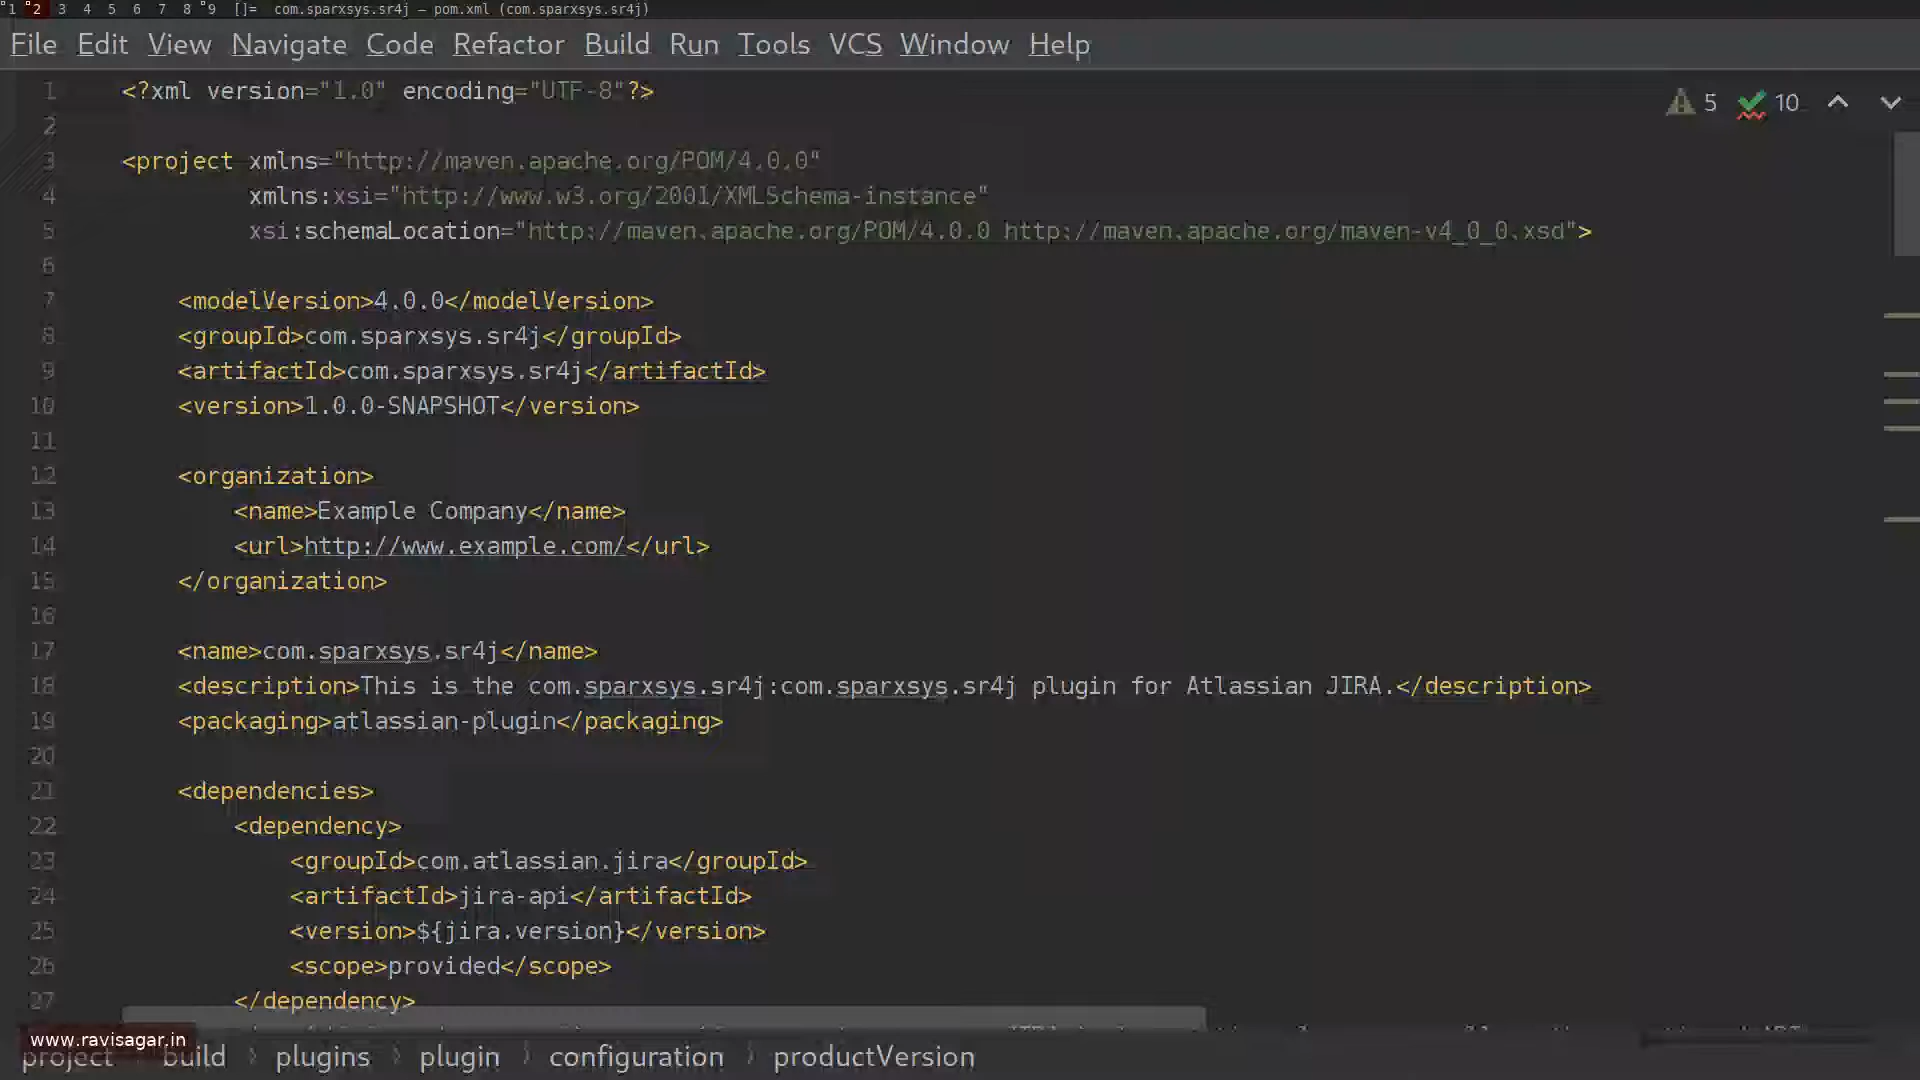 1 2 3 4 5 6 7 8 9 []= com.sparxsys.sr4j – pom.xml (com.sparxsys.sr4j)
File Edit View Navigate Code Refactor Build Run Tools VCS Window Help
5 10
1 <?xml version="1.0" encoding="UTF-8"?>
2
3 <project xmlns="http://maven.apache.org/POM/4.0.0"
4 xmlns:xsi="http://www.w3.org/2001/XMLSchema-instance"
5 xsi:schemaLocation="http://maven.apache.org/POM/4.0.0 http://maven.apache.org/maven-v4_0_0.xsd">
6
7 <modelVersion>4.0.0</modelVersion>
8 <groupId>com.sparxsys.sr4j</groupId>
9 <artifactId>com.sparxsys.sr4j</artifactId>
10 <version>1.0.0-SNAPSHOT</version>
11
12 <organization>
13 <name>Example Company</name>
14 <url>http://www.example.com/</url>
15 </organization>
16
17 <name>com.sparxsys.sr4j</name>
18 <description>This is the com.sparxsys.sr4j:com.sparxsys.sr4j plugin for Atlassian JIRA.</description>
19 <packaging>atlassian-plugin</packaging>
20
21 <dependencies>
22 <dependency>
23 <groupId>com.atlassian.jira</groupId>
24 <artifactId>jira-api</artifactId>
25 <version>${jira.version}</version>
26 <scope>provided</scope>
27 </dependency>
www.ravisagar.in
project › build › plugins › plugin › configuration › productVersion